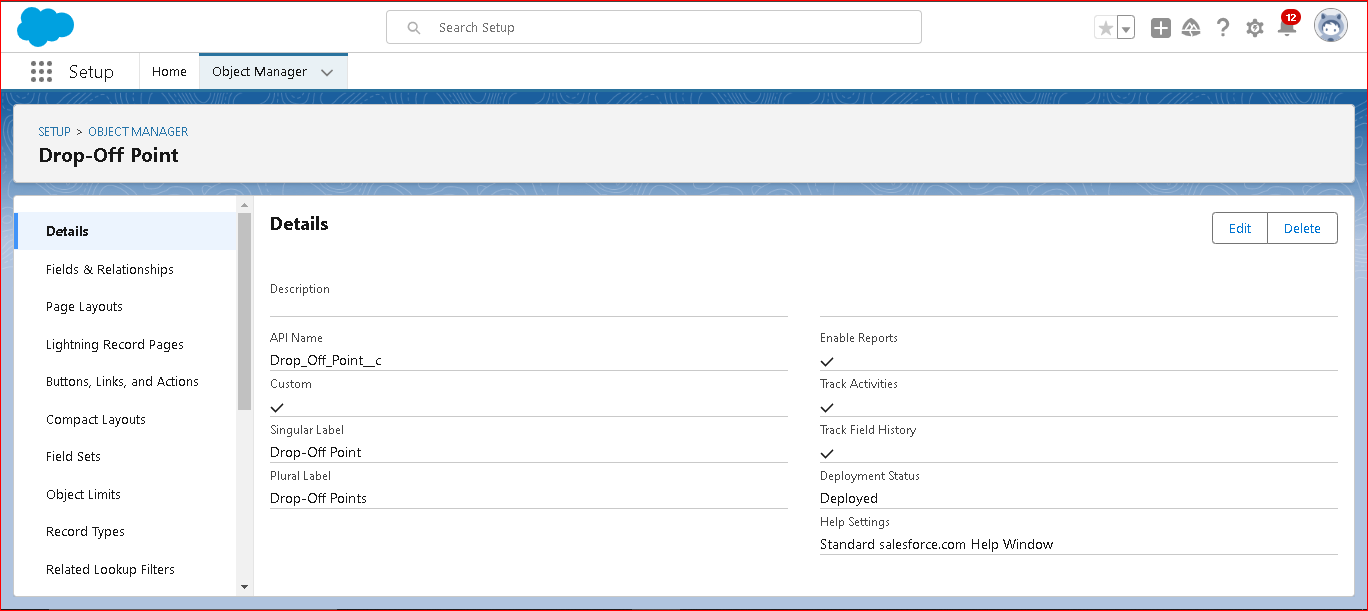 Search Setup
12
Setup
Home
Object Manager
SETUP > OBJECT MANAGER
Drop-Off Point
Details
Fields & Relationships
Page Layouts
Lightning Record Pages
Buttons, Links, and Actions
Compact Layouts
Field Sets
Object Limits
Record Types
Related Lookup Filters
Details
Edit
Delete
Description
API Name
Drop_Off_Point__c
Custom
Singular Label
Drop-Off Point
Plural Label
Drop-Off Points
Enable Reports
Track Activities
Track Field History
Deployment Status
Deployed
Help Settings
Standard salesforce.com Help Window